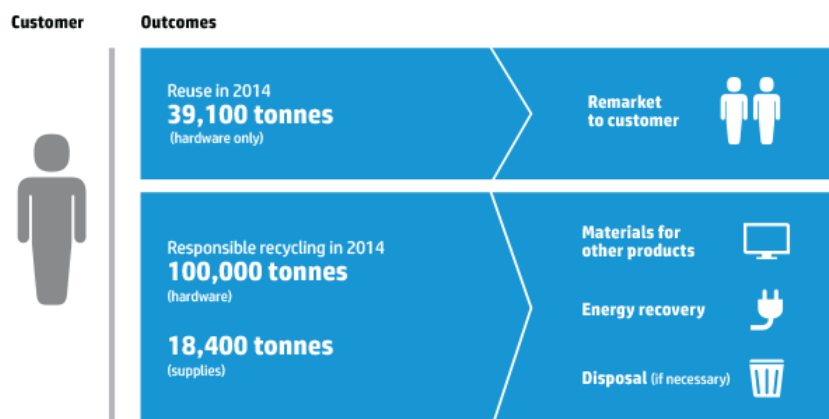 Customer
Outcomes
Reuse in 2014
39,100 tonnes
(hardware only)
Remarket
to customer
Responsible recycling in 2014
100,000 tonnes
(hardware)
18,400 tonnes
(supplies)
Materials for
other products
Energy recovery
Disposal (if necessary)